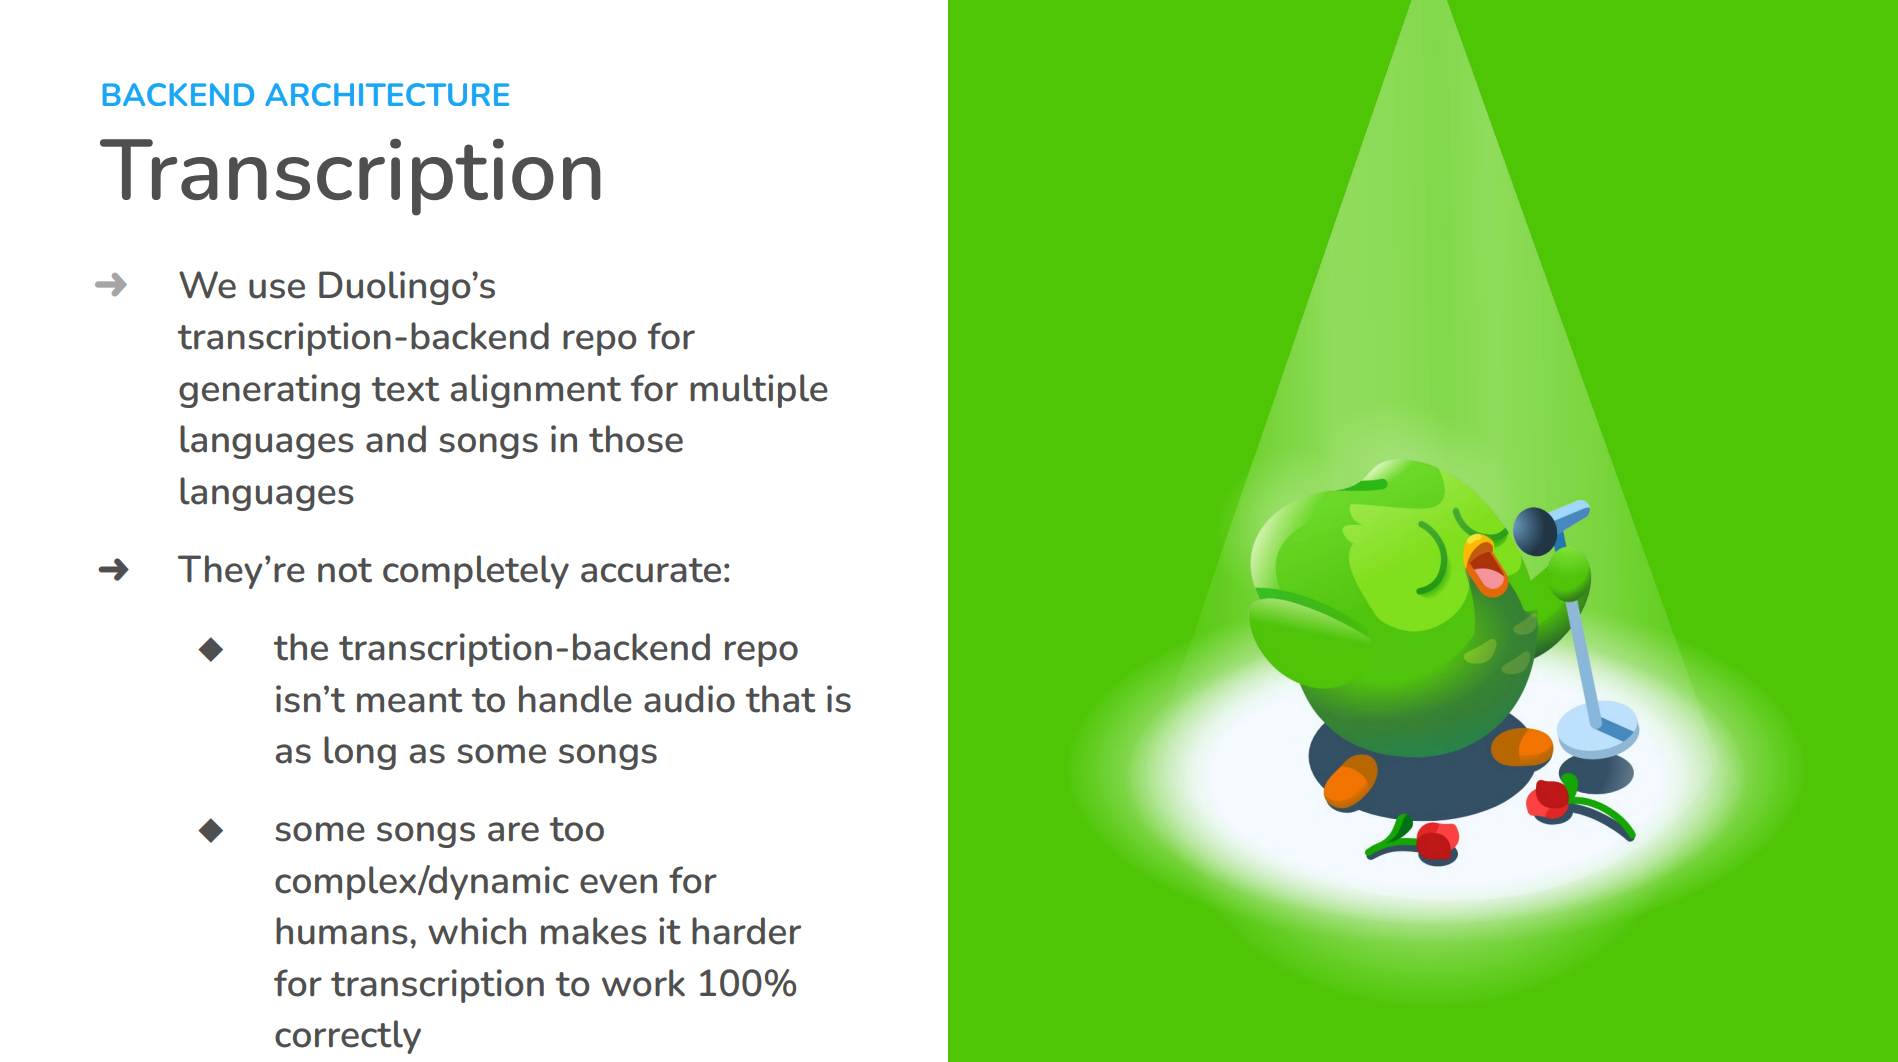 BACKEND ARCHITECTURE
Transcription
➜ We use Duolingo’s
transcription-backend repo for
generating text alignment for multiple
languages and songs in those
languages
➜ They’re not completely accurate:
◆ the transcription-backend repo
isn’t meant to handle audio that is
as long as some songs
◆ some songs are too
complex/dynamic even for
humans, which makes it harder
for transcription to work 100%
correctly